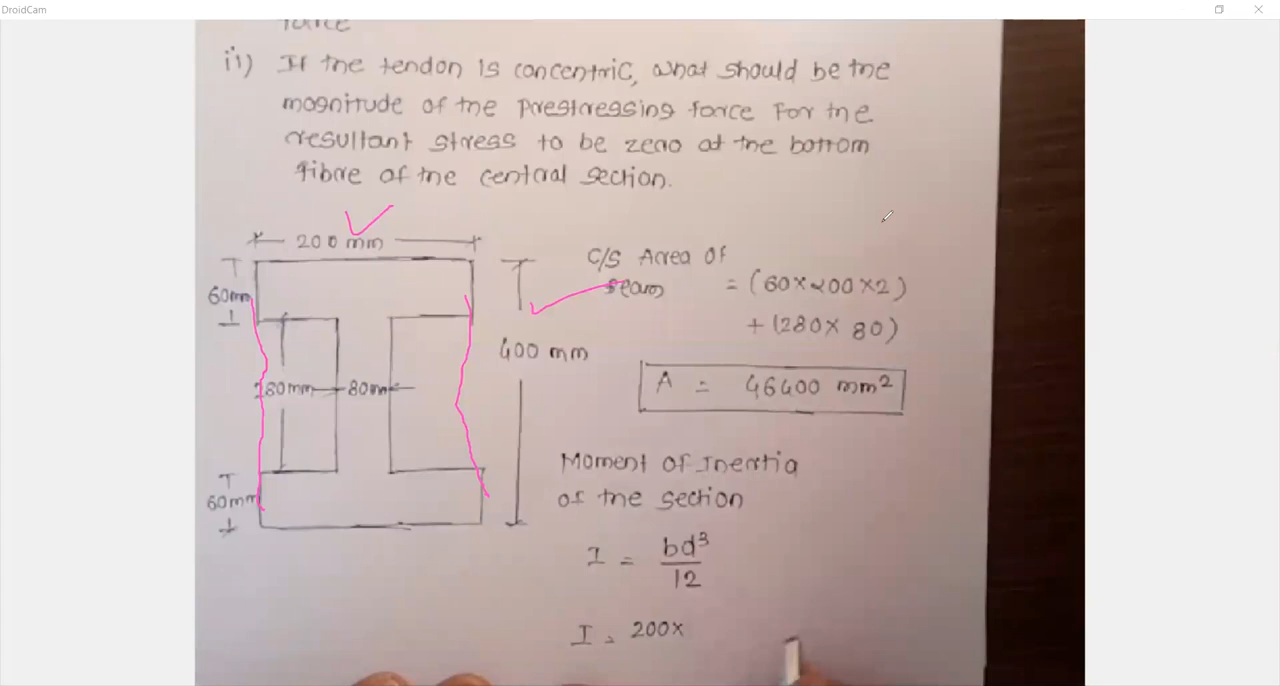 DroidCam
force
ii) If the tendon is concentric, what should be the
magnitude of the prestressing force for the
resultant stress to be zero at the bottom
fibre of the central section.
200 mm
60mm
280mm
80mm
60mm
400 mm
C/S Area of
beam = (60×200×2)
+ (280× 80)
A = 46400 mm²
Moment of Inertia
of the section
I = bd³
12
I = 200×